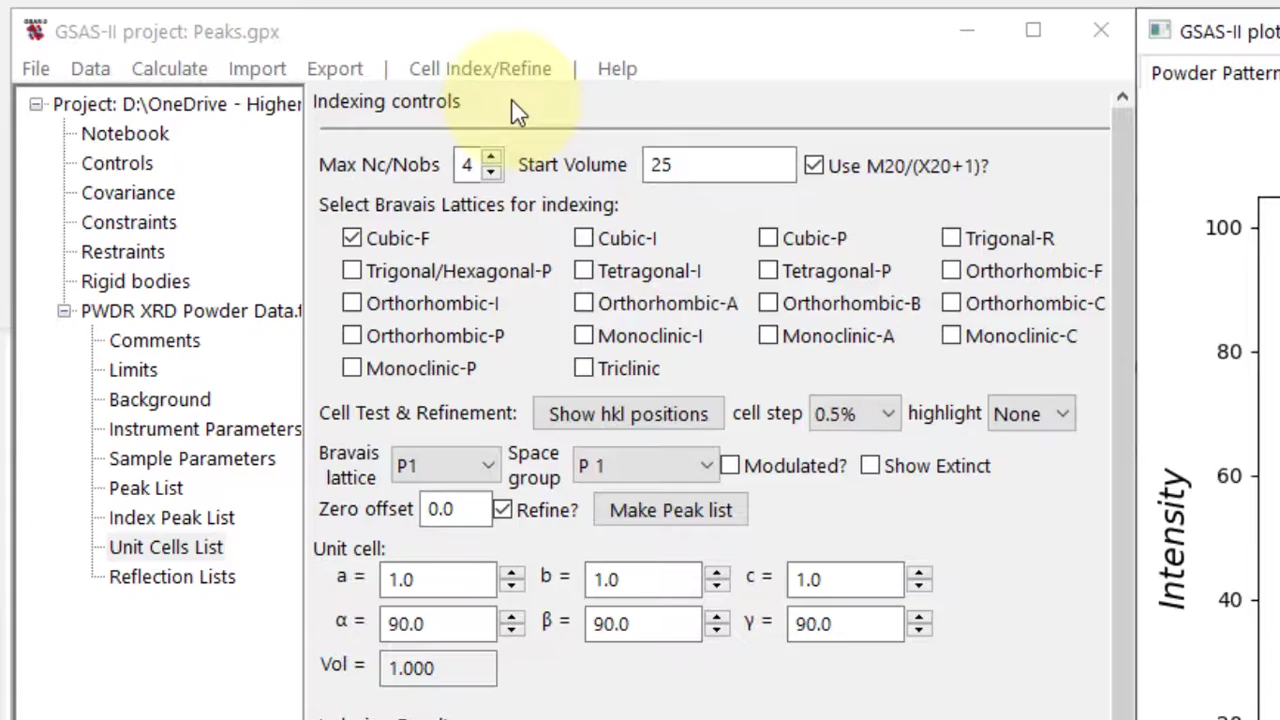 GSAS-II project: Peaks.gpx
GSAS-II plot
File Data Calculate Import Export | Cell Index/Refine | Help
Powder Pattern
Project: D:\OneDrive - Higher
Notebook
Controls
Covariance
Constraints
Restraints
Rigid bodies
PWDR XRD Powder Data.t
Comments
Limits
Background
Instrument Parameters
Sample Parameters
Peak List
Index Peak List
Unit Cells List
Reflection Lists
Indexing controls
Max Nc/Nobs 4 Start Volume 25 Use M20/(X20+1)?
Select Bravais Lattices for indexing:
Cubic-F Cubic-I Cubic-P Trigonal-R
Trigonal/Hexagonal-P Tetragonal-I Tetragonal-P Orthorhombic-F
Orthorhombic-I Orthorhombic-A Orthorhombic-B Orthorhombic-C
Orthorhombic-P Monoclinic-I Monoclinic-A Monoclinic-C
Monoclinic-P Triclinic
Cell Test & Refinement: Show hkl positions cell step 0.5% highlight None
Bravais lattice P1 Space group P 1 Modulated? Show Extinct
Zero offset 0.0 Refine? Make Peak list
Unit cell:
a = 1.0 b = 1.0 c = 1.0
α = 90.0 β = 90.0 γ = 90.0
Vol = 1.000
100
80
60
40
Intensity